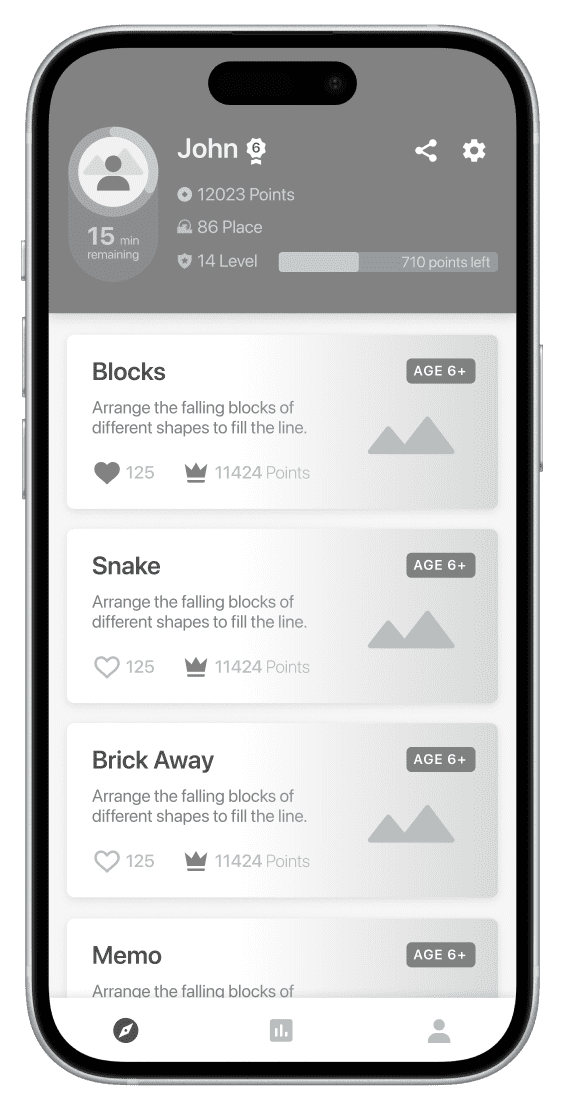 John 6
12023 Points
86 Place
15 min
remaining
14 Level
710 points left
Blocks
AGE 6+
Arrange the falling blocks of
different shapes to fill the line.
125
11424 Points
Snake
AGE 6+
Arrange the falling blocks of
different shapes to fill the line.
125
11424 Points
Brick Away
AGE 6+
Arrange the falling blocks of
different shapes to fill the line.
125
11424 Points
Memo
AGE 6+
Arrange the falling blocks of